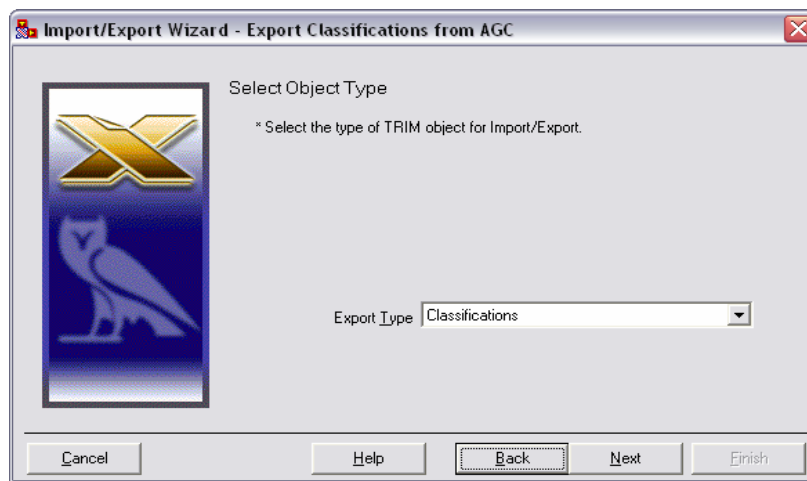 Import/Export Wizard - Export Classifications from AGC
Select Object Type
* Select the type of TRIM object for Import/Export.
Export Type Classifications
Cancel Help Back Next Finish